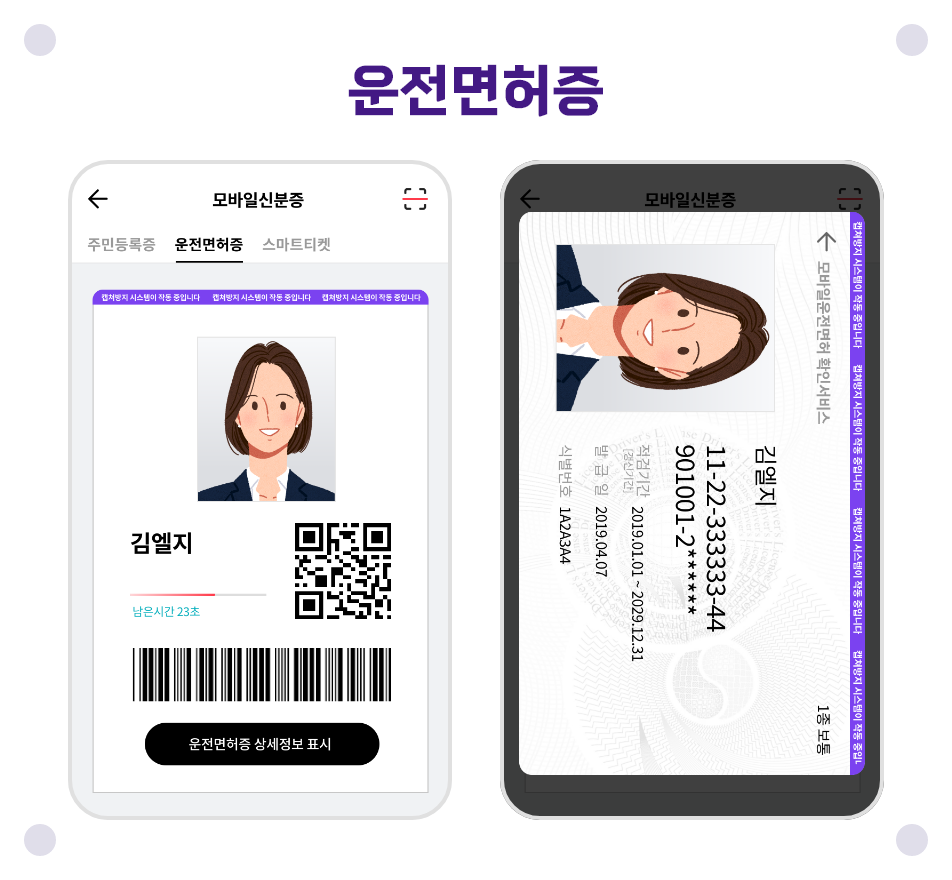 운전면허증
모바일신분증
주민등록증 운전면허증 스마트티켓
캡쳐방지 시스템이 작동 중입니다 캡쳐방지 시스템이 작동 중입니다 캡쳐방지 시스템이 작동 중입니다
김엘지
남은시간 23초
운전면허증 상세정보 표시
모바일신분증
캡쳐방지 시스템이 작동 중입니다 캡쳐방지 시스템이 작동 중입니다 캡쳐방지 시스템이 작동 중입니다 캡쳐방지 시스템이 작동 중입
모바일운전면허 확인서비스
1종 보통
김엘지
11-22-333333-44
901001-2******
적검기간 2019.01.01 ~ 2029.12.31
[갱신기간]
발 급 일 2019.04.07
식별번호 1A2A3A4